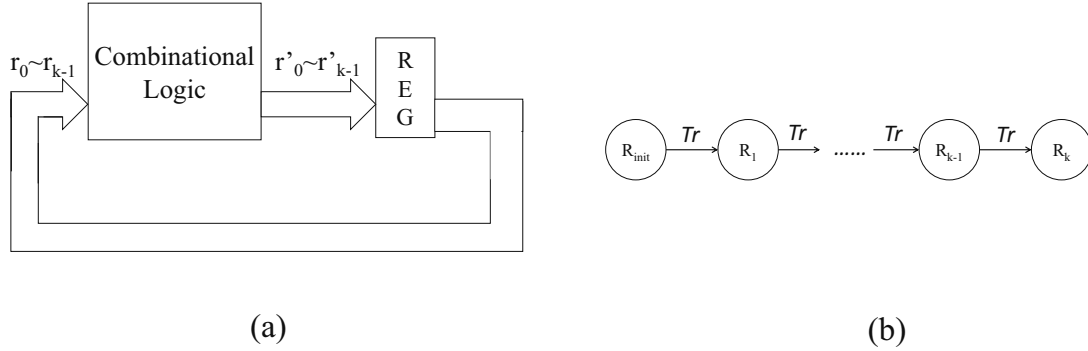 r0~rk-1
Combinational
Logic
r'0~r'k-1
R
E
G
Rinit
Tr
R1
Tr
......
Tr
Rk-1
Tr
Rk
(a)
(b)